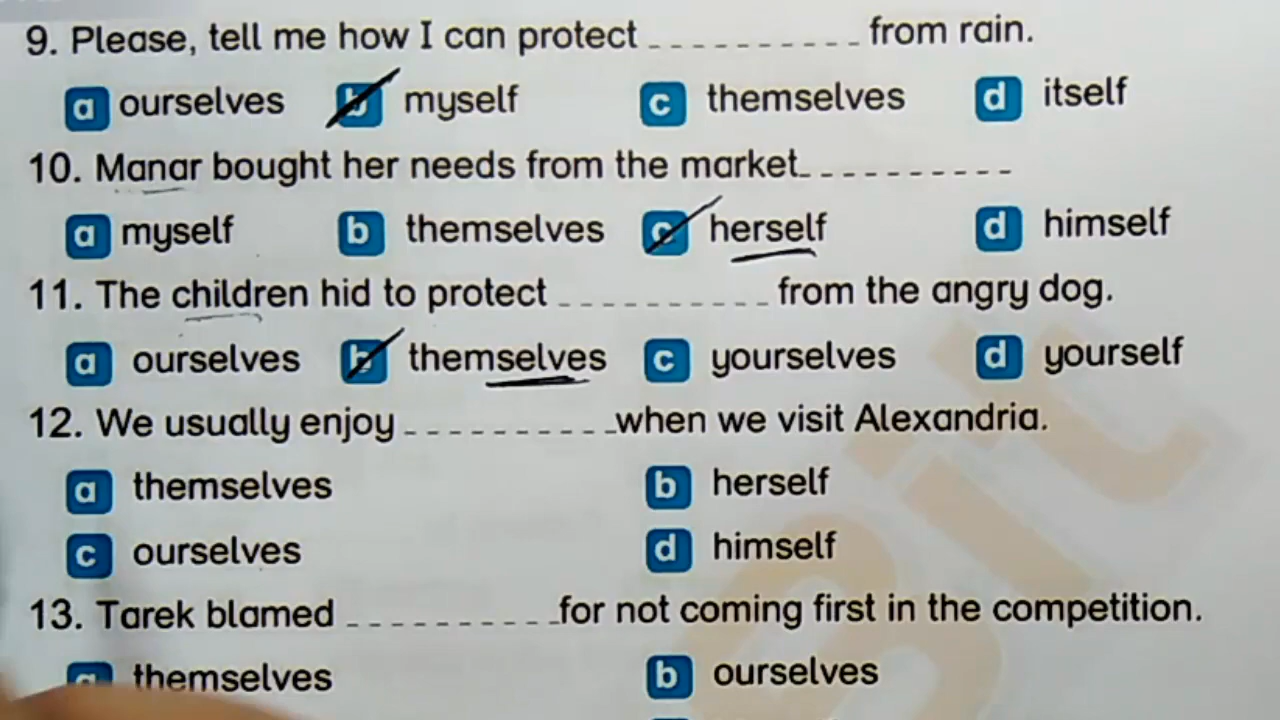 9. Please, tell me how I can protect __________ from rain.
a ourselves b myself c themselves d itself
10. Manar bought her needs from the market__________
a myself b themselves c herself d himself
11. The children hid to protect __________ from the angry dog.
a ourselves b themselves c yourselves d yourself
12. We usually enjoy __________ when we visit Alexandria.
a themselves b herself
c ourselves d himself
13. Tarek blamed __________ for not coming first in the competition.
a themselves b ourselves